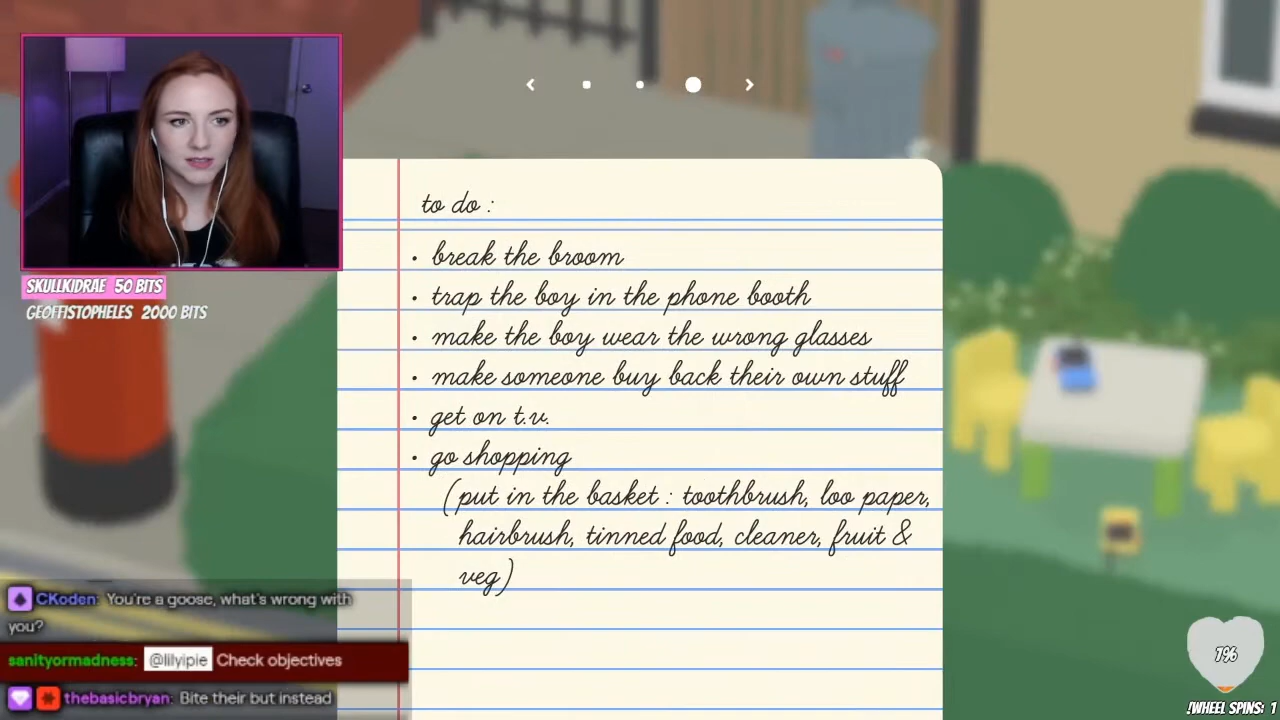 to do :
• break the broom
• trap the boy in the phone booth
• make the boy wear the wrong glasses
• make someone buy back their own stuff
• get on t.v.
• go shopping
(put in the basket : toothbrush, loo paper,
hairbrush, tinned food, cleaner, fruit &
veg)
SKULLKIDRAE 50 BITS
GEOFFISTOPHELES 2000 BITS
CKoden: You're a goose, what's wrong with
you?
sanityormadness: @lilyipie Check objectives
thebasicbryan: Bite their but instead
1%
!WHEEL SPINS: 1